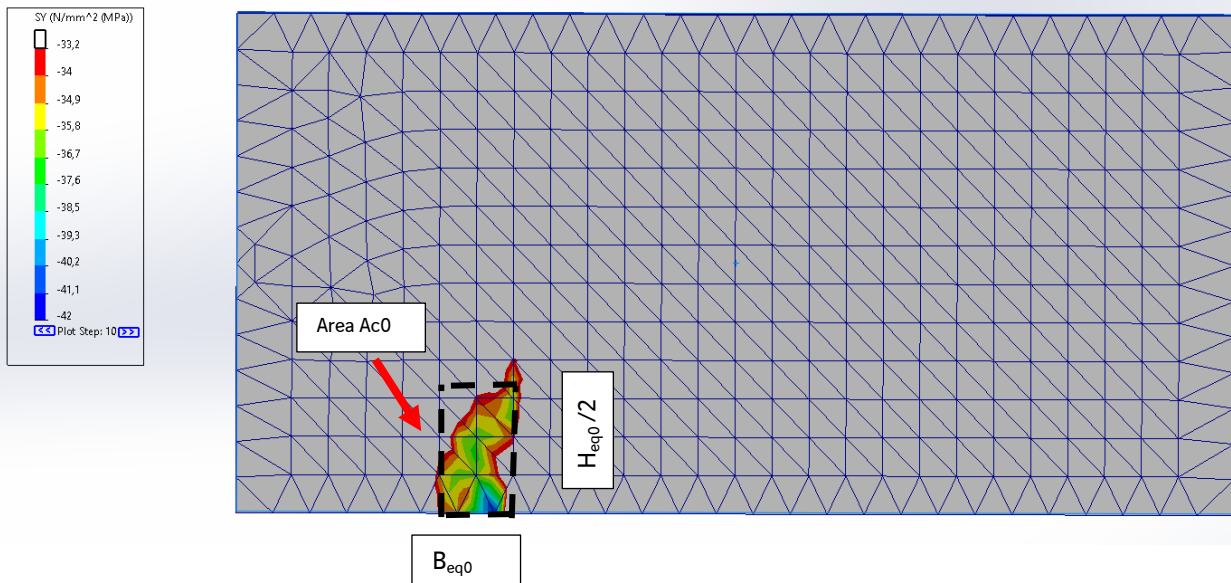 SY (N/mm^2 (MPa))
-33,2
-34
-34,9
-35,8
-36,7
-37,6
-38,5
-39,3
-40,2
-41,1
-42
<< Plot Step: 10 >>
Area Ac0
Heq0/2
Beq0